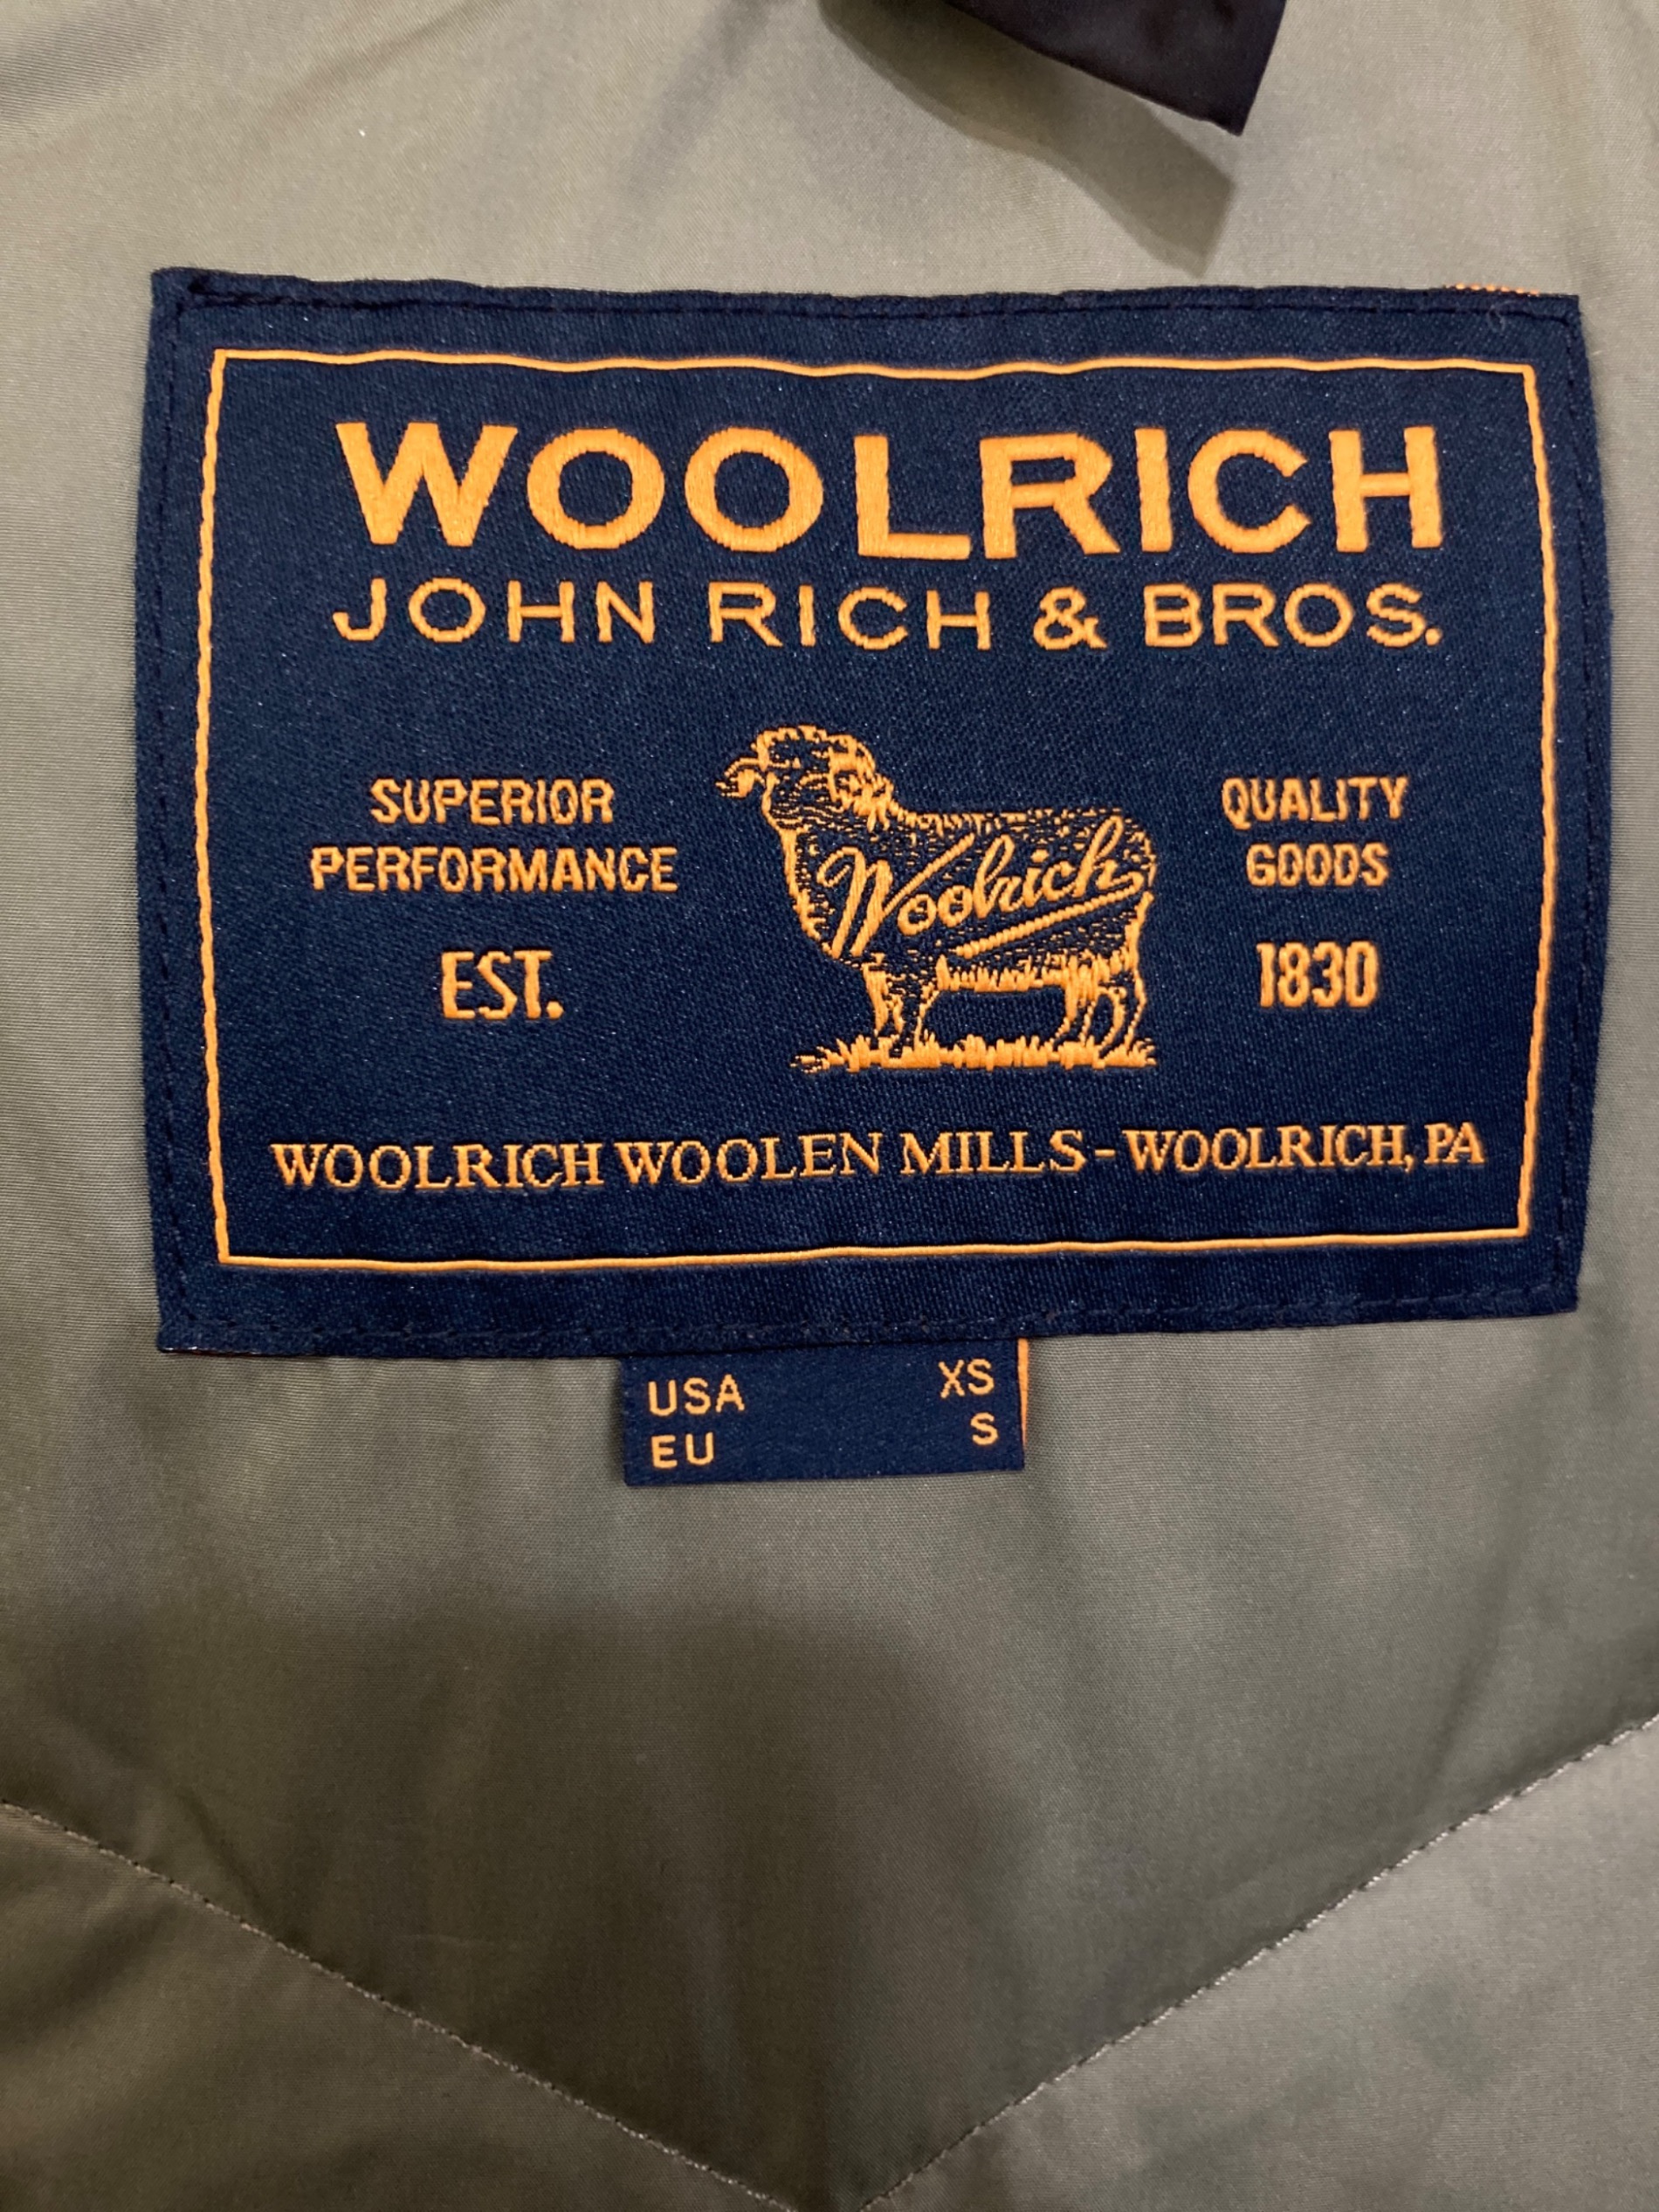 WOOLRICH
JOHN RICH & BROS.
SUPERIOR
PERFORMANCE
EST.
Woolrich
QUALITY
GOODS
1830
WOOLRICH WOOLEN MILLS-WOOLRICH, PA
USA XS
EU S